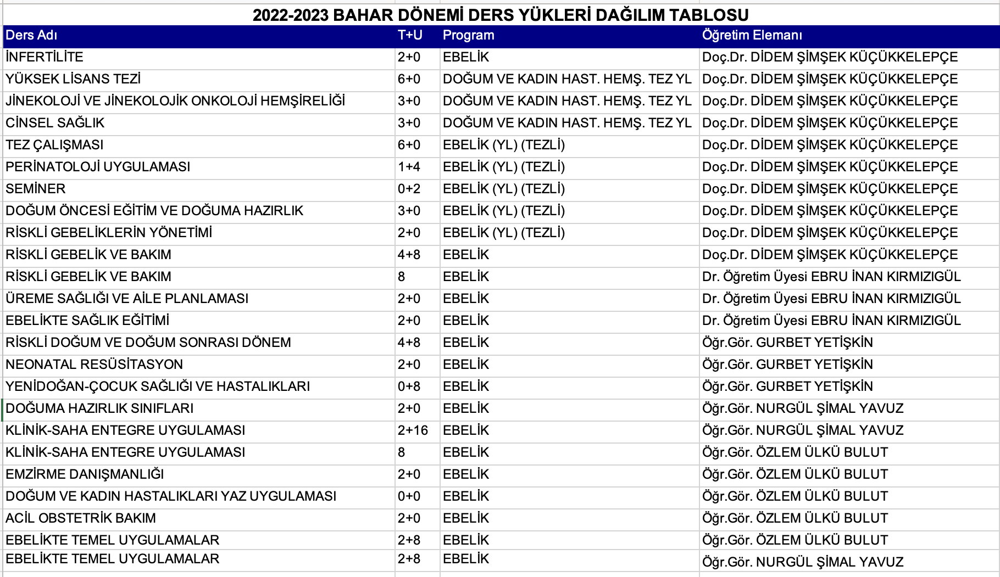 2022-2023 BAHAR DÖNEMİ DERS YÜKLERİ DAĞILIM TABLOSU
Ders Adı T+U Program Öğretim Elemanı
İNFERTİLİTE 2+0 EBELİK Doç.Dr. DİDEM ŞİMŞEK KÜÇÜKKELEPÇE
YÜKSEK LİSANS TEZİ 6+0 DOĞUM VE KADIN HAST. HEMŞ. TEZ YL Doç.Dr. DİDEM ŞİMŞEK KÜÇÜKKELEPÇE
JİNEKOLOJİ VE JİNEKOLOJİK ONKOLOJİ HEMŞİRELİĞİ 3+0 DOĞUM VE KADIN HAST. HEMŞ. TEZ YL Doç.Dr. DİDEM ŞİMŞEK KÜÇÜKKELEPÇE
CİNSEL SAĞLIK 3+0 DOĞUM VE KADIN HAST. HEMŞ. TEZ YL Doç.Dr. DİDEM ŞİMŞEK KÜÇÜKKELEPÇE
TEZ ÇALIŞMASI 6+0 EBELİK (YL) (TEZLİ) Doç.Dr. DİDEM ŞİMŞEK KÜÇÜKKELEPÇE
PERİNATOLOJİ UYGULAMASI 1+4 EBELİK (YL) (TEZLİ) Doç.Dr. DİDEM ŞİMŞEK KÜÇÜKKELEPÇE
SEMİNER 0+2 EBELİK (YL) (TEZLİ) Doç.Dr. DİDEM ŞİMŞEK KÜÇÜKKELEPÇE
DOĞUM ÖNCESİ EĞİTİM VE DOĞUMA HAZIRLIK 3+0 EBELİK (YL) (TEZLİ) Doç.Dr. DİDEM ŞİMŞEK KÜÇÜKKELEPÇE
RİSKLİ GEBELİKLERİN YÖNETİMİ 2+0 EBELİK (YL) (TEZLİ) Doç.Dr. DİDEM ŞİMŞEK KÜÇÜKKELEPÇE
RİSKLİ GEBELİK VE BAKIM 4+8 EBELİK Doç.Dr. DİDEM ŞİMŞEK KÜÇÜKKELEPÇE
RİSKLİ GEBELİK VE BAKIM 8 EBELİK Dr. Öğretim Üyesi EBRU İNAN KIRMIZIGÜL
ÜREME SAĞLIĞI VE AİLE PLANLAMASI 2+0 EBELİK Dr. Öğretim Üyesi EBRU İNAN KIRMIZIGÜL
EBELİKTE SAĞLIK EĞİTİMİ 2+0 EBELİK Dr. Öğretim Üyesi EBRU İNAN KIRMIZIGÜL
RİSKLİ DOĞUM VE DOĞUM SONRASI DÖNEM 4+8 EBELİK Öğr.Gör. GURBET YETİŞKİN
NEONATAL RESÜSİTASYON 2+0 EBELİK Öğr.Gör. GURBET YETİŞKİN
YENİDOĞAN-ÇOCUK SAĞLIĞI VE HASTALIKLARI 0+8 EBELİK Öğr.Gör. GURBET YETİŞKİN
DOĞUMA HAZIRLIK SINIFLARI 2+0 EBELİK Öğr.Gör. NURGÜL ŞİMAL YAVUZ
KLİNİK-SAHA ENTEGRE UYGULAMASI 2+16 EBELİK Öğr.Gör. NURGÜL ŞİMAL YAVUZ
KLİNİK-SAHA ENTEGRE UYGULAMASI 8 EBELİK Öğr.Gör. ÖZLEM ÜLKÜ BULUT
EMZİRME DANIŞMANLIĞI 2+0 EBELİK Öğr.Gör. ÖZLEM ÜLKÜ BULUT
DOĞUM VE KADIN HASTALIKLARI YAZ UYGULAMASI 0+0 EBELİK Öğr.Gör. ÖZLEM ÜLKÜ BULUT
ACİL OBSTETRİK BAKIM 2+0 EBELİK Öğr.Gör. ÖZLEM ÜLKÜ BULUT
EBELİKTE TEMEL UYGULAMALAR 2+8 EBELİK Öğr.Gör. ÖZLEM ÜLKÜ BULUT
EBELİKTE TEMEL UYGULAMALAR 2+8 EBELİK Öğr.Gör. NURGÜL ŞİMAL YAVUZ